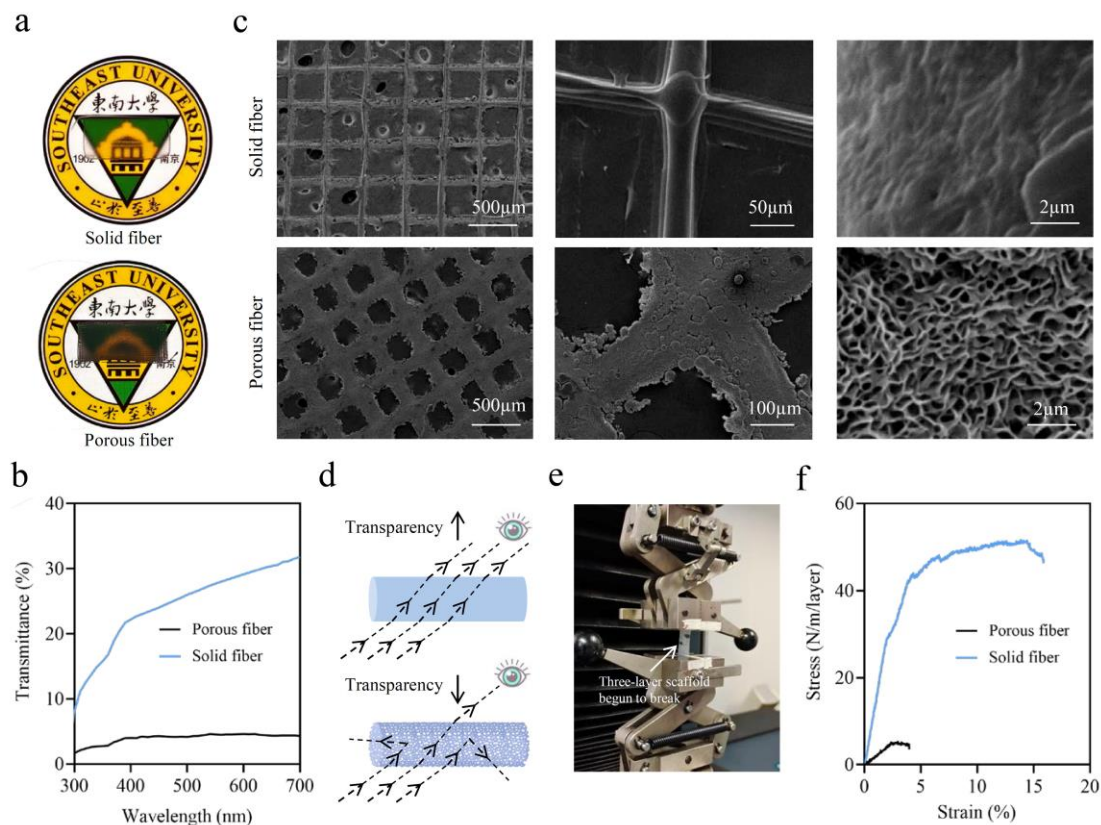 a
SOUTHEAST UNIVERSITY
東南大學
1902 南京
止於至善
Solid fiber
SOUTHEAST UNIVERSITY
東南大學
1902 南京
止於至善
Porous fiber
c
Solid fiber
500μm
50μm
2μm
Porous fiber
500μm
100μm
2μm
b
Transmittance (%)
40
30
20
10
0
Porous fiber
Solid fiber
300 400 500 600 700
Wavelength (nm)
d
Transparency
Transparency
e
Three-layer scaffold
begun to break
f
Stress (N/m/layer)
60
40
20
0
Porous fiber
Solid fiber
0 5 10 15 20
Strain (%)